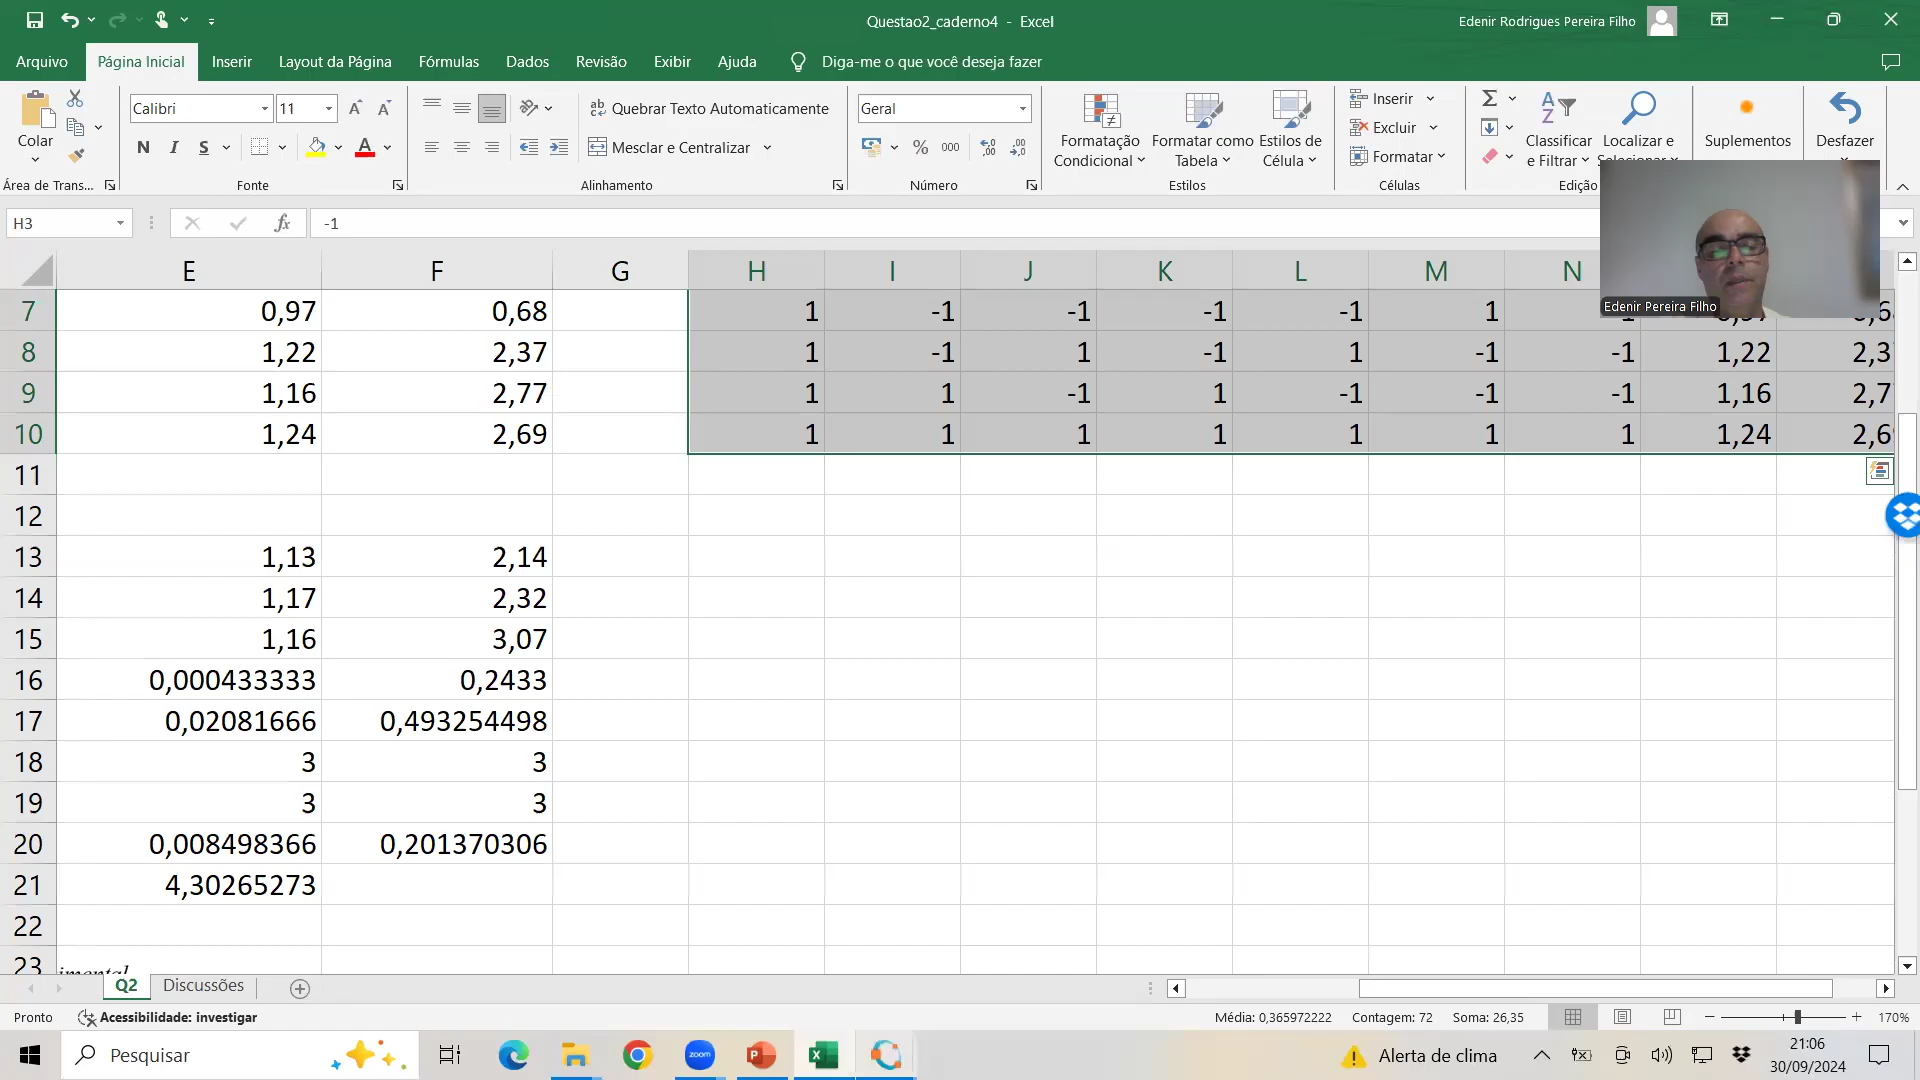 Questao2_caderno4 - Excel
Edenir Rodrigues Pereira Filho
Arquivo Página Inicial Inserir Layout da Página Fórmulas Dados Revisão Exibir Ajuda Diga-me o que você deseja fazer
Calibri 11 Quebrar Texto Automaticamente Geral
Colar
N I S Mesclar e Centralizar % 000
Formatação Condicional
Formatar como Tabela
Estilos de Célula
Inserir
Excluir
Formatar
Classificar e Filtrar
Localizar e Selecionar
Suplementos
Desfazer
Área de Trans... Fonte Alinhamento Número Estilos Células Edição
H3 fx -1
Edenir Pereira Filho
E F G H I J K L M N
7 0,97 0,68 1 -1 -1 -1 -1 1
8 1,22 2,37 1 -1 1 -1 1 -1 -1 1,22 2,3
9 1,16 2,77 1 1 -1 1 -1 -1 -1 1,16 2,7
10 1,24 2,69 1 1 1 1 1 1 1 1,24 2,6
11
12
13 1,13 2,14
14 1,17 2,32
15 1,16 3,07
16 0,000433333 0,2433
17 0,02081666 0,493254498
18 3 3
19 3 3
20 0,008498366 0,201370306
21 4,30265273
22
23 imental
Q2 Discussões
Pronto Acessibilidade: investigar Média: 0,365972222 Contagem: 72 Soma: 26,35 170%
Pesquisar zoom Alerta de clima 21:06
30/09/2024